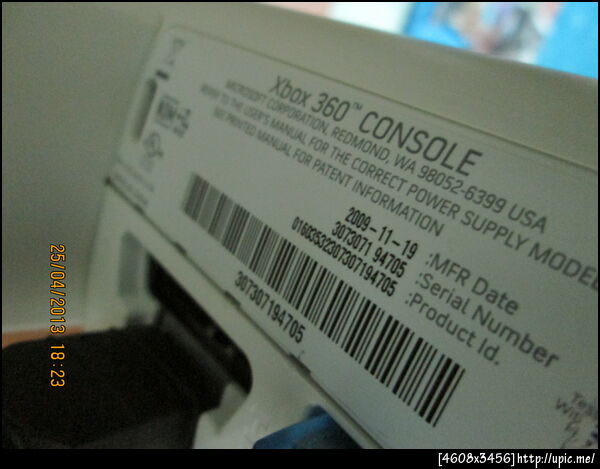 Xbox 360™ CONSOLE
MICROSOFT CORPORATION, REDMOND, WA 98052-6399 USA
REFER TO THE USER'S MANUAL FOR THE CORRECT POWER SUPPLY MODEL
SEE PRINTED MANUAL FOR PATENT INFORMATION
2009-11-19 :MFR Date
3073071 94705 :Serial Number
01603532307307194705 :Product Id.
307307194705
25/04/2013 18:23
[4608x3456]http://upic.me/